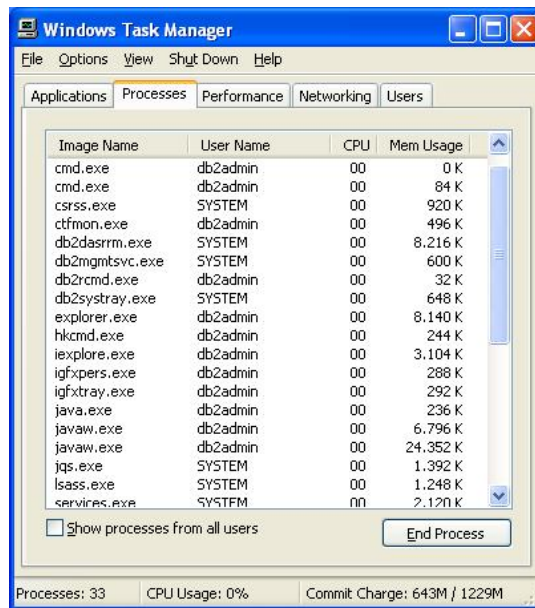 Windows Task Manager
File Options View Shut Down Help
Applications Processes Performance Networking Users
Image Name User Name CPU Mem Usage
cmd.exe db2admin 00 0 K
cmd.exe db2admin 00 84 K
csrss.exe SYSTEM 00 920 K
ctfmon.exe db2admin 00 496 K
db2dasrrm.exe SYSTEM 00 8.216 K
db2mgmtsvc.exe SYSTEM 00 600 K
db2rcmd.exe db2admin 00 32 K
db2systray.exe SYSTEM 00 648 K
explorer.exe db2admin 00 8.140 K
hkcmd.exe db2admin 00 244 K
iexplore.exe db2admin 00 3.104 K
igfxpers.exe db2admin 00 288 K
igfxtray.exe db2admin 00 292 K
java.exe db2admin 00 236 K
javaw.exe db2admin 00 6.796 K
javaw.exe db2admin 00 24.352 K
jqs.exe SYSTEM 00 1.392 K
lsass.exe SYSTEM 00 1.248 K
services.exe SYSTEM 00 2.120 K
Show processes from all users End Process
Processes: 33 CPU Usage: 0% Commit Charge: 643M / 1229M